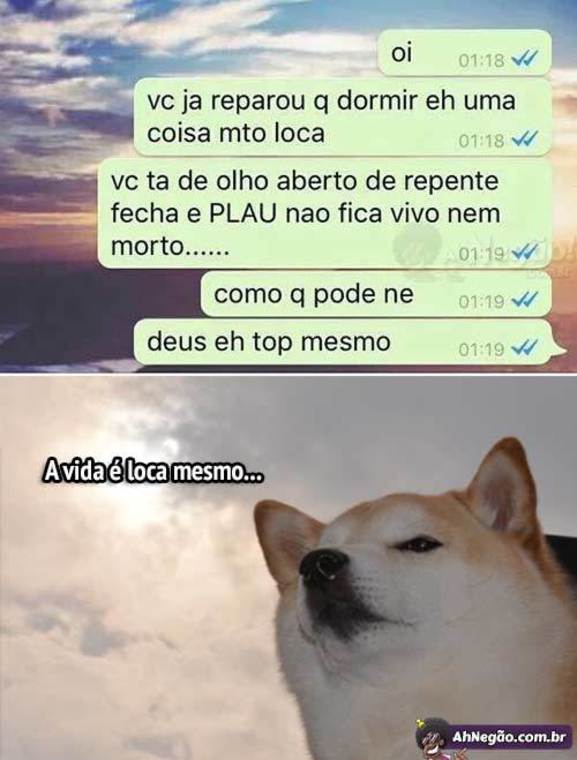 oi 01:18
vc ja reparou q dormir eh uma
coisa mto loca 01:18
vc ta de olho aberto de repente
fecha e PLAU nao fica vivo nem
morto...... 01:19
como q pode ne 01:19
deus eh top mesmo 01:19
A vida é loca mesmo...
AhNegão.com.br